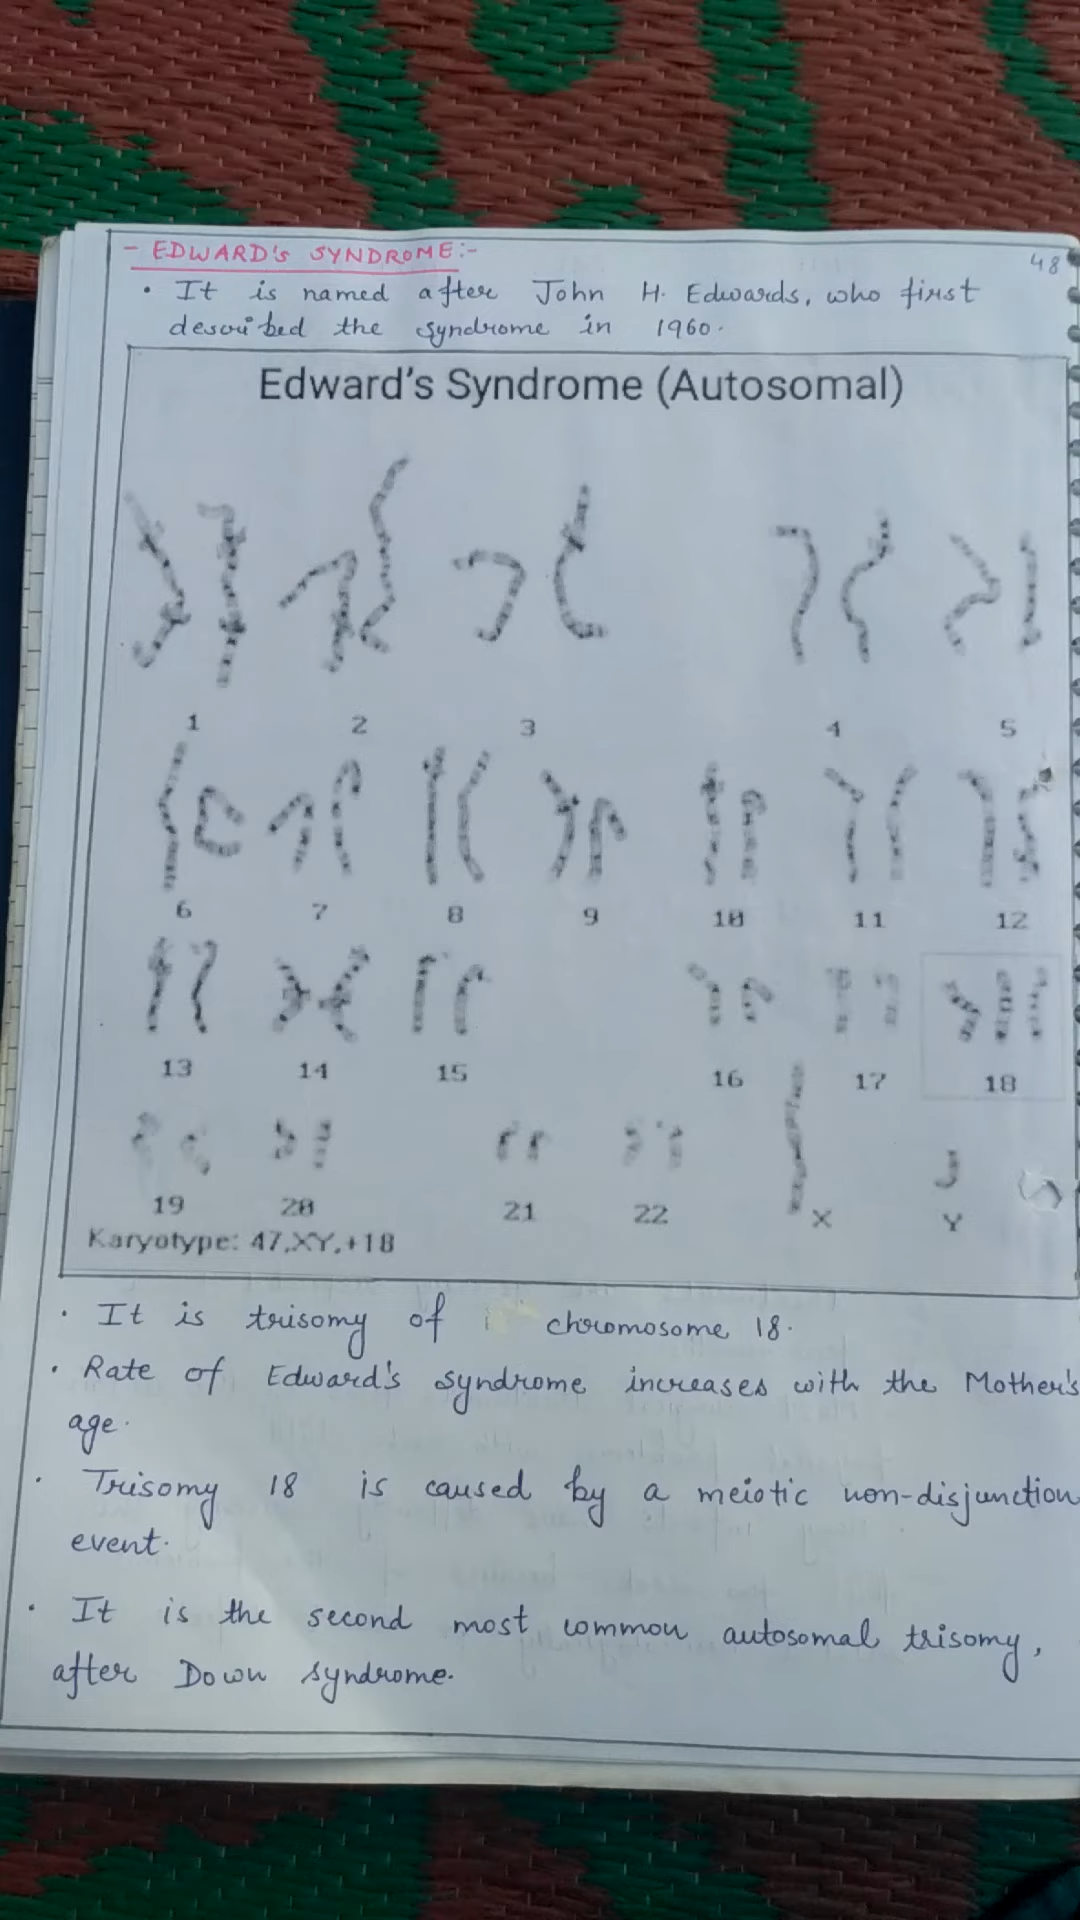 - EDWARD'S SYNDROME:-
48
• It is named after John H. Edwards, who first
described the syndrome in 1960.
Edward's Syndrome (Autosomal)
1 2 3 4 5
6 7 8 9 10 11 12
13 14 15 16 17 18
19 20 21 22 X Y
Karyotype: 47,XY,+18
• It is trisomy of chromosome 18.
• Rate of Edward's syndrome increases with the Mother's
age.
• Trisomy 18 is caused by a meiotic non-disjunction
event.
• It is the second most common autosomal trisomy,
after Down syndrome.